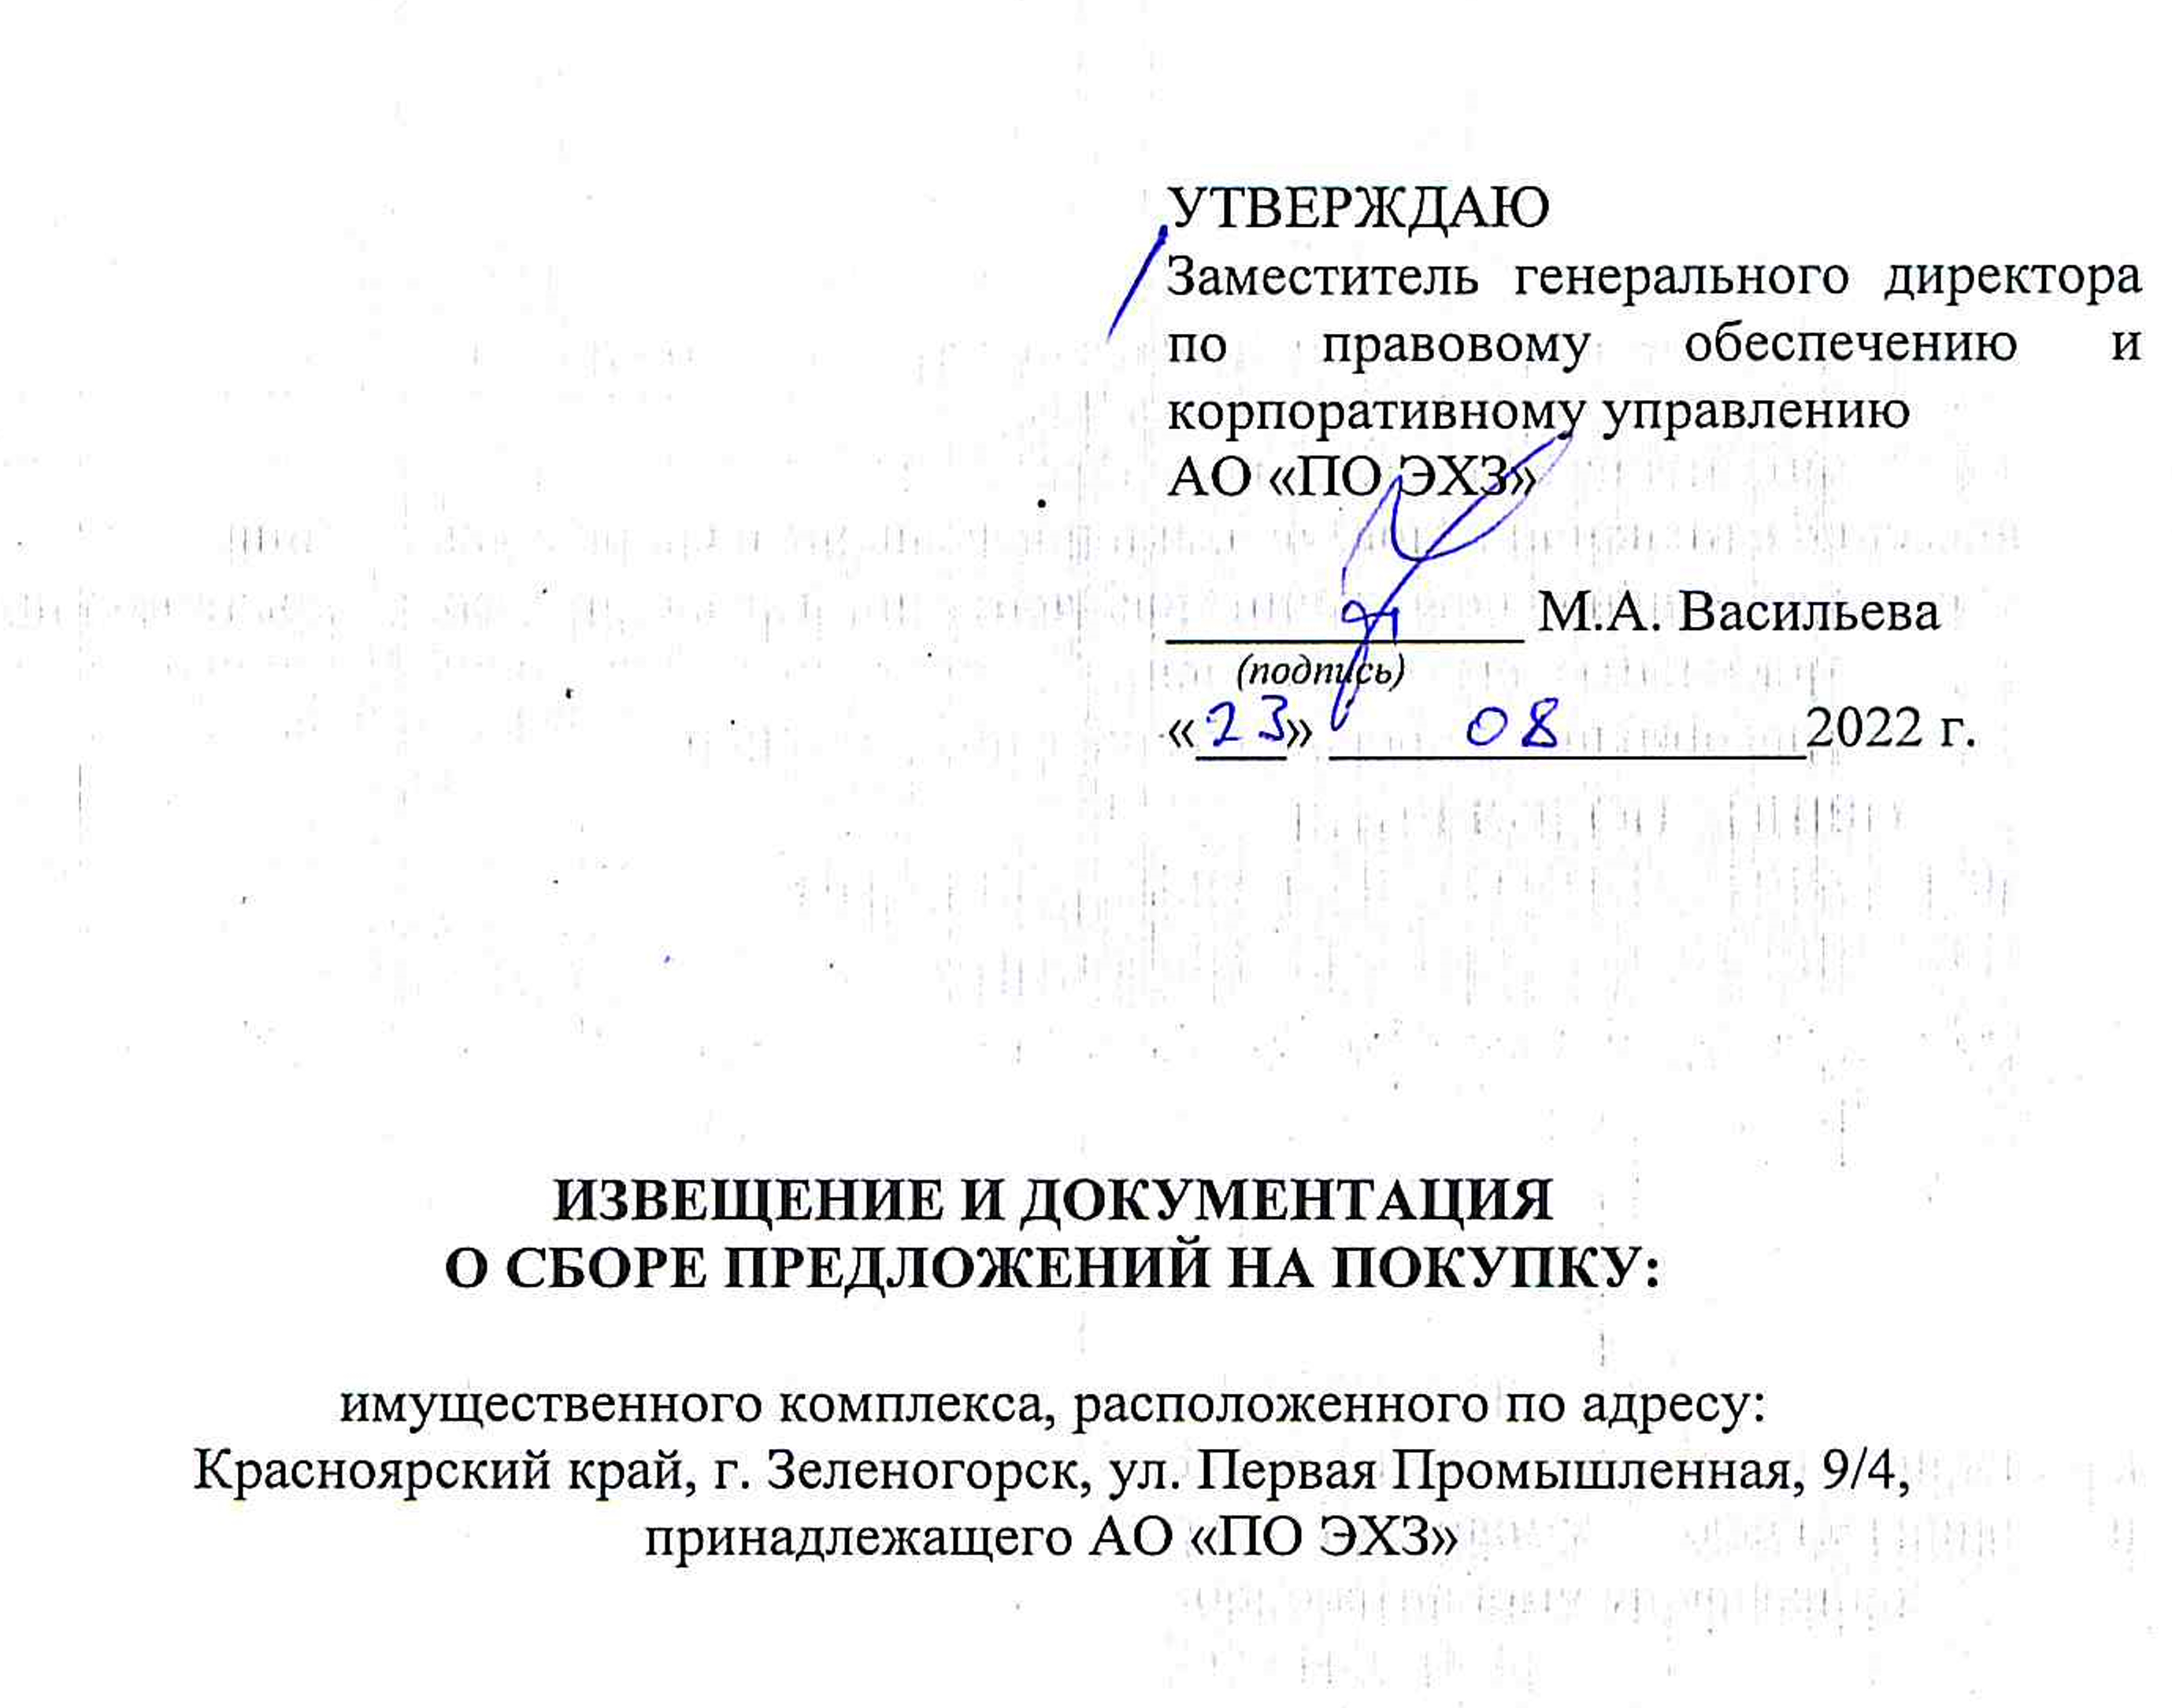 УТВЕРЖДАЮ
Заместитель генерального директора
по правовому обеспечению и
корпоративному управлению
АО «ПО ЭХЗ»
М.А. Васильева
(подпись)
«23» 08 2022 г.
ИЗВЕЩЕНИЕ И ДОКУМЕНТАЦИЯ
О СБОРЕ ПРЕДЛОЖЕНИЙ НА ПОКУПКУ:
имущественного комплекса, расположенного по адресу:
Красноярский край, г. Зеленогорск, ул. Первая Промышленная, 9/4,
принадлежащего АО «ПО ЭХЗ»